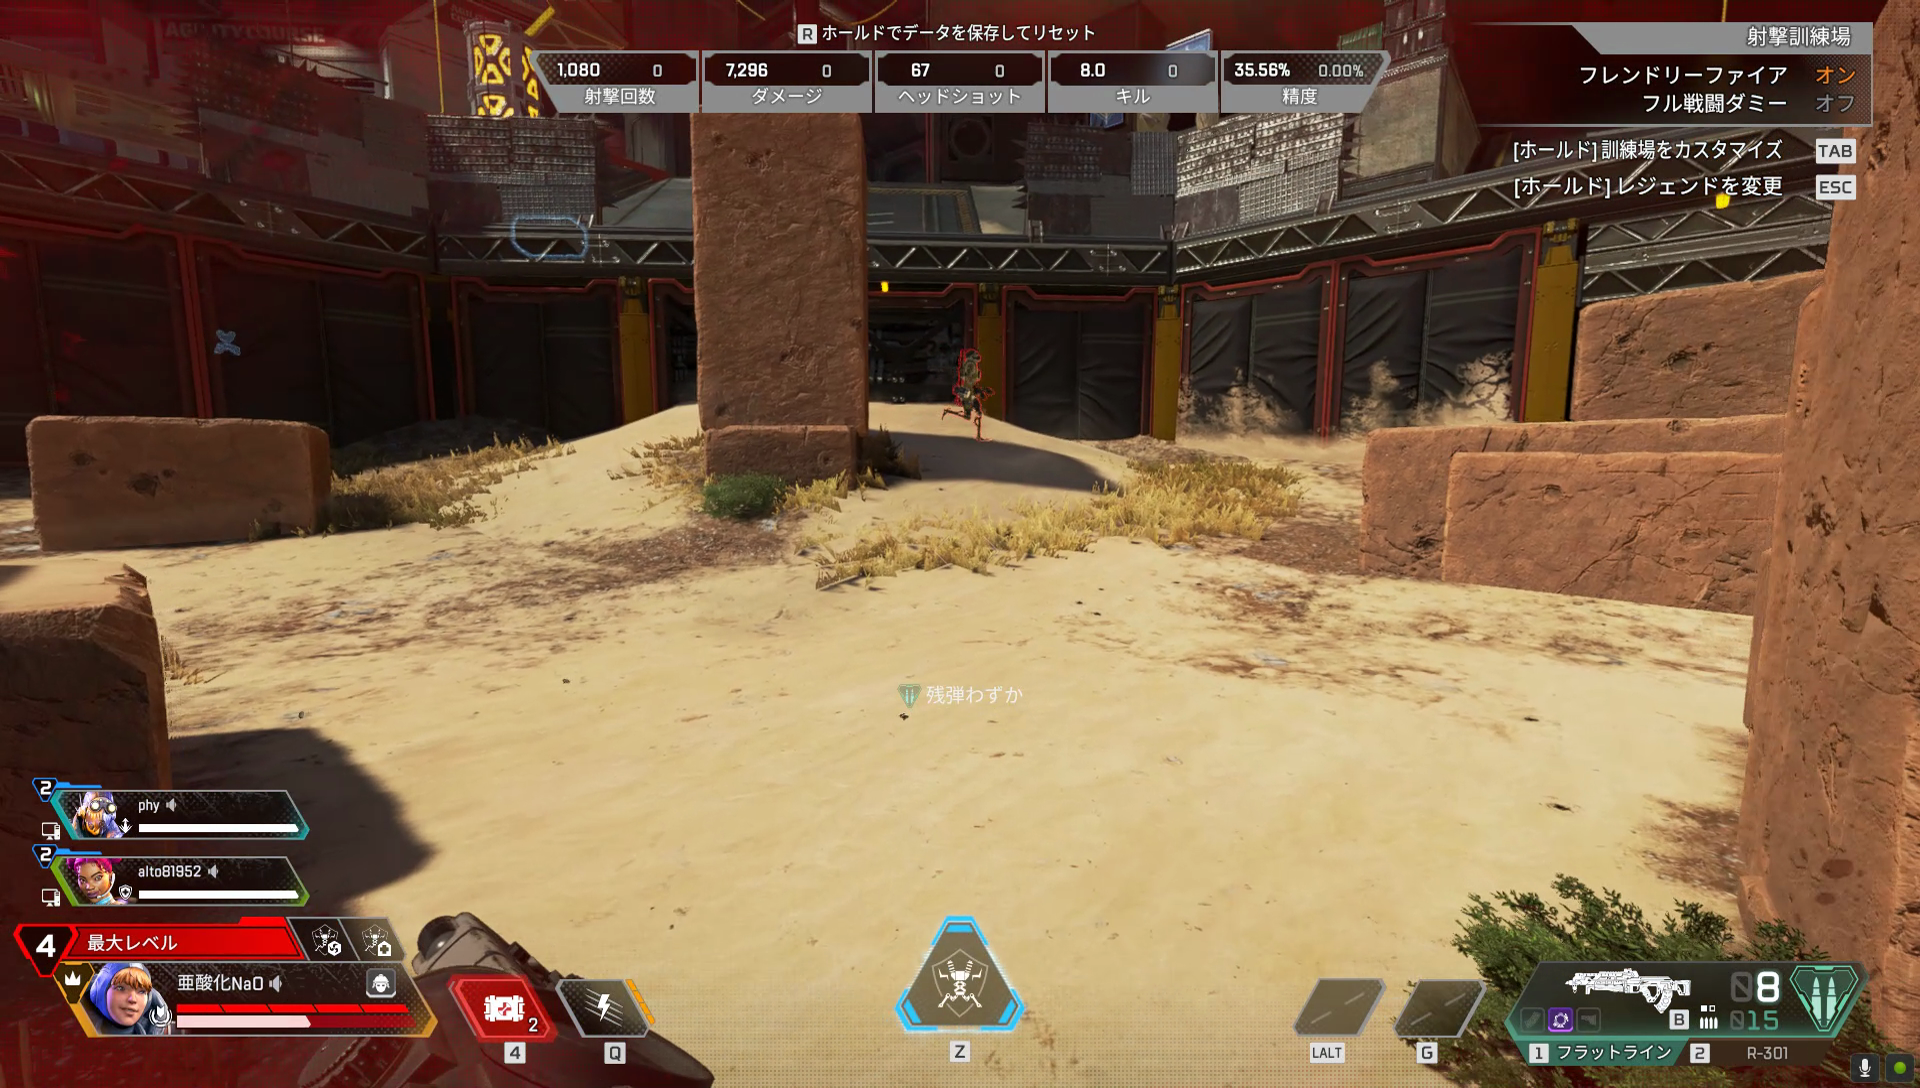 AGILITY COURSE
R ホールドでデータを保存してリセット
1,080 0
射撃回数
7,296 0
ダメージ
67 0
ヘッドショット
8.0 0
キル
35.56% 0.00%
精度
射撃訓練場
フレンドリーファイア オン
フル戦闘ダミー オフ
[ホールド]訓練場をカスタマイズ TAB
[ホールド]レジェンドを変更 ESC
残弾わずか
2
phy
2
alto81952
4 最大レベル
亜酸化NaO
2
4
Q
Z
LALT
G
08
B
015
1 フラットライン
2 R-301